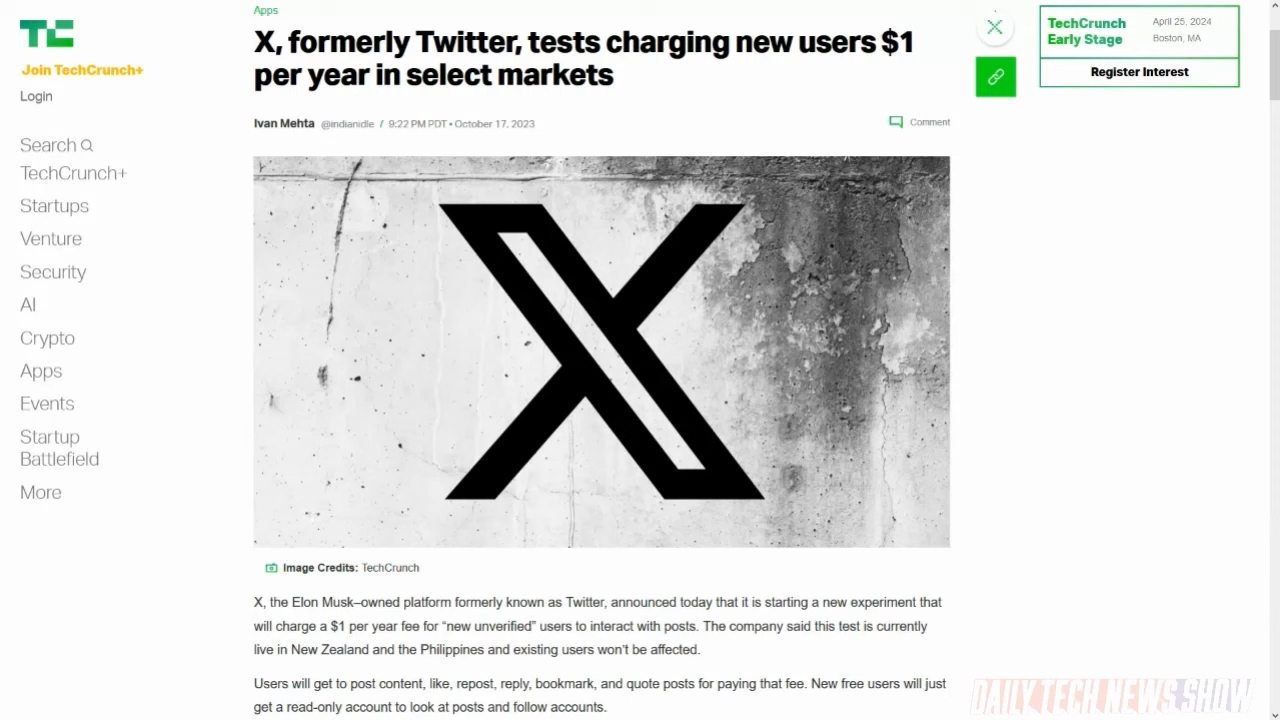 TC
Join TechCrunch+
Login
Search
TechCrunch+
Startups
Venture
Security
AI
Crypto
Apps
Events
Startup
Battlefield
More
Apps
X, formerly Twitter, tests charging new users $1
per year in select markets
Ivan Mehta @indianidle / 9:22 PM PDT • October 17, 2023
Comment
X
Image Credits: TechCrunch
X, the Elon Musk–owned platform formerly known as Twitter, announced today that it is starting a new experiment that
will charge a $1 per year fee for “new unverified” users to interact with posts. The company said this test is currently
live in New Zealand and the Philippines and existing users won’t be affected.
Users will get to post content, like, repost, reply, bookmark, and quote posts for paying that fee. New free users will just
get a read-only account to look at posts and follow accounts.
TechCrunch
Early Stage
April 25, 2024
Boston, MA
Register Interest
DAILY TECH NEWS SHOW